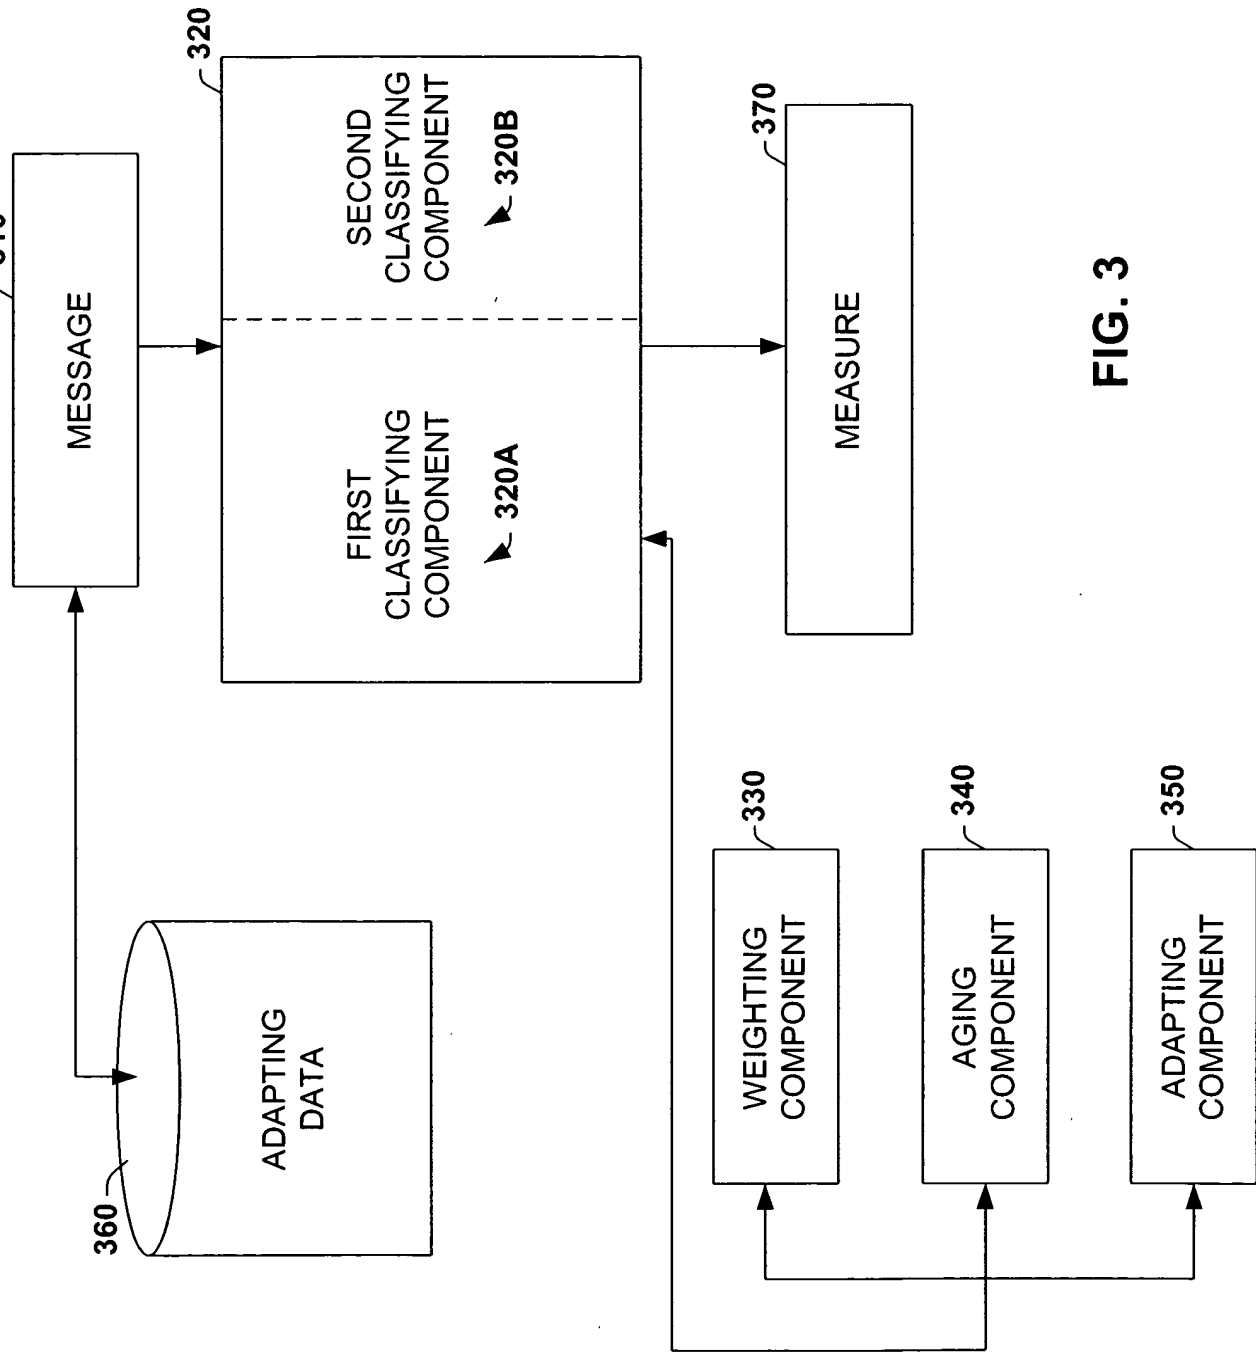 MESSAGE
360
320
ADAPTING
DATA
FIRST
CLASSIFYING
COMPONENT
320A
SECOND
CLASSIFYING
COMPONENT
320B
330
WEIGHTING
COMPONENT
370
MEASURE
340
AGING
COMPONENT
350
ADAPTING
COMPONENT
FIG. 3